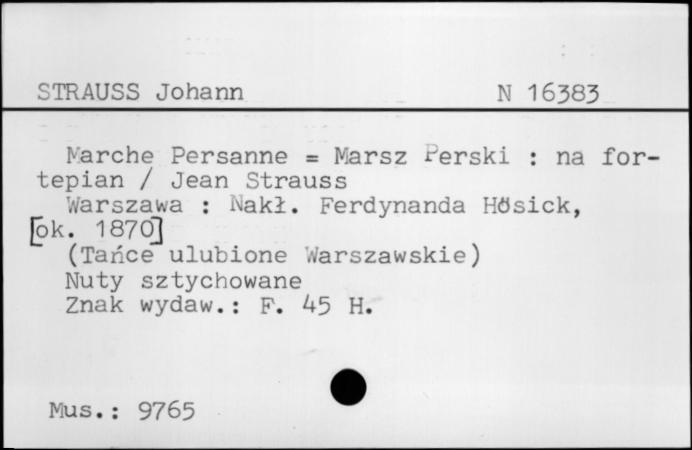 STRAUSS Johann N 16383
Marche Persanne = Marsz Perski : na for-
tepian / Jean Strauss
Warszawa : Nakł. Ferdynanda Hösick,
[ok. 1870]
(Tańce ulubione Warszawskie)
Nuty sztychowane
Znak wydaw.: F. 45 H.
Mus.: 9765